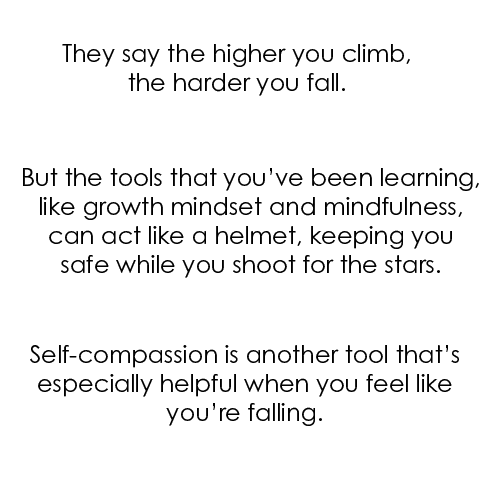 They say the higher you climb,
the harder you fall.
But the tools that you’ve been learning,
like growth mindset and mindfulness,
can act like a helmet, keeping you
safe while you shoot for the stars.
Self-compassion is another tool that’s
especially helpful when you feel like
you’re falling.